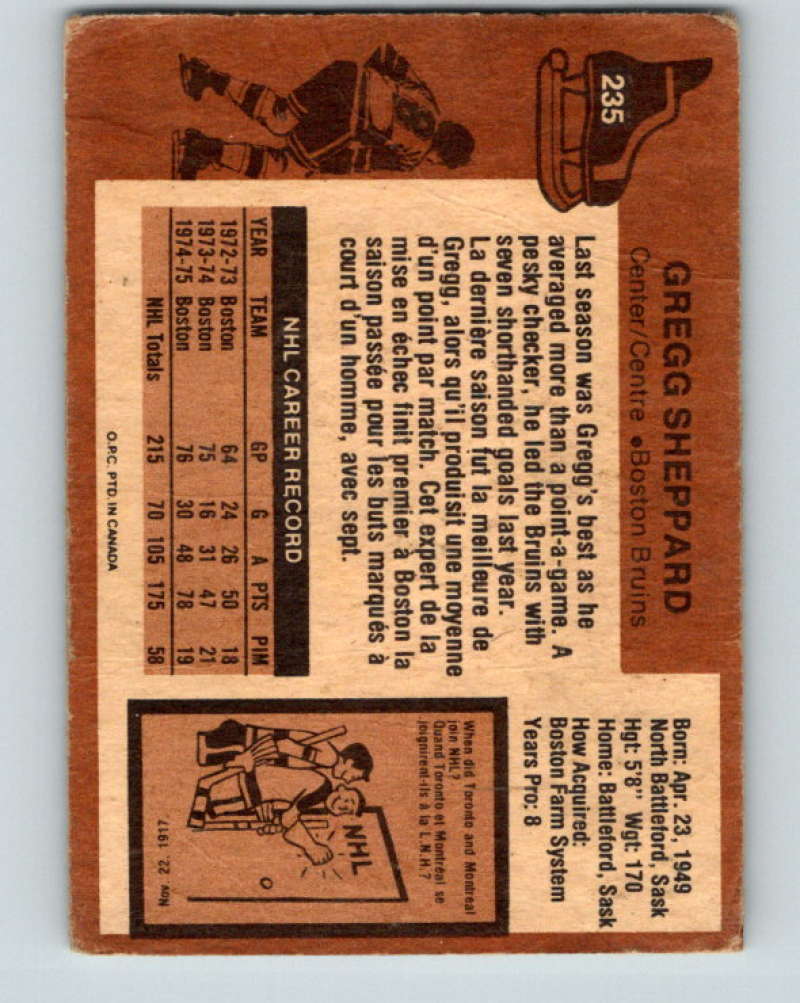 235
GREGG SHEPPARD
Center/Centre • Boston Bruins
Last season was Gregg's best as he
averaged more than a point-a-game. A
pesky checker, he led the Bruins with
seven shorthanded goals last year.
La dernière saison fut la meilleure de
Gregg, alors qu'il produisit une moyenne
d'un point par match. Cet expert de la
mise en échec finit premier à Boston la
saison passée pour les buts marqués à
court d'un homme, avec sept.
NHL CAREER RECORD
YEAR TEAM GP G A PTS PIM
1972-73 Boston 64 24 26 50 18
1973-74 Boston 75 16 31 47 21
1974-75 Boston 76 30 48 78 19
NHL Totals 215 70 105 175 58
O.P.C. PTD. IN CANADA
Born: Apr. 23, 1949
North Battleford, Sask
Hgt: 5'8" Wgt: 170
Home: Battleford, Sask
How Acquired:
Boston Farm System
Years Pro: 8
When did Toronto and Montreal
join NHL?
Quand Toronto et Montréal se
joignirent-ils à la L.N.H.?
NHL
Nov 22, 1917
8